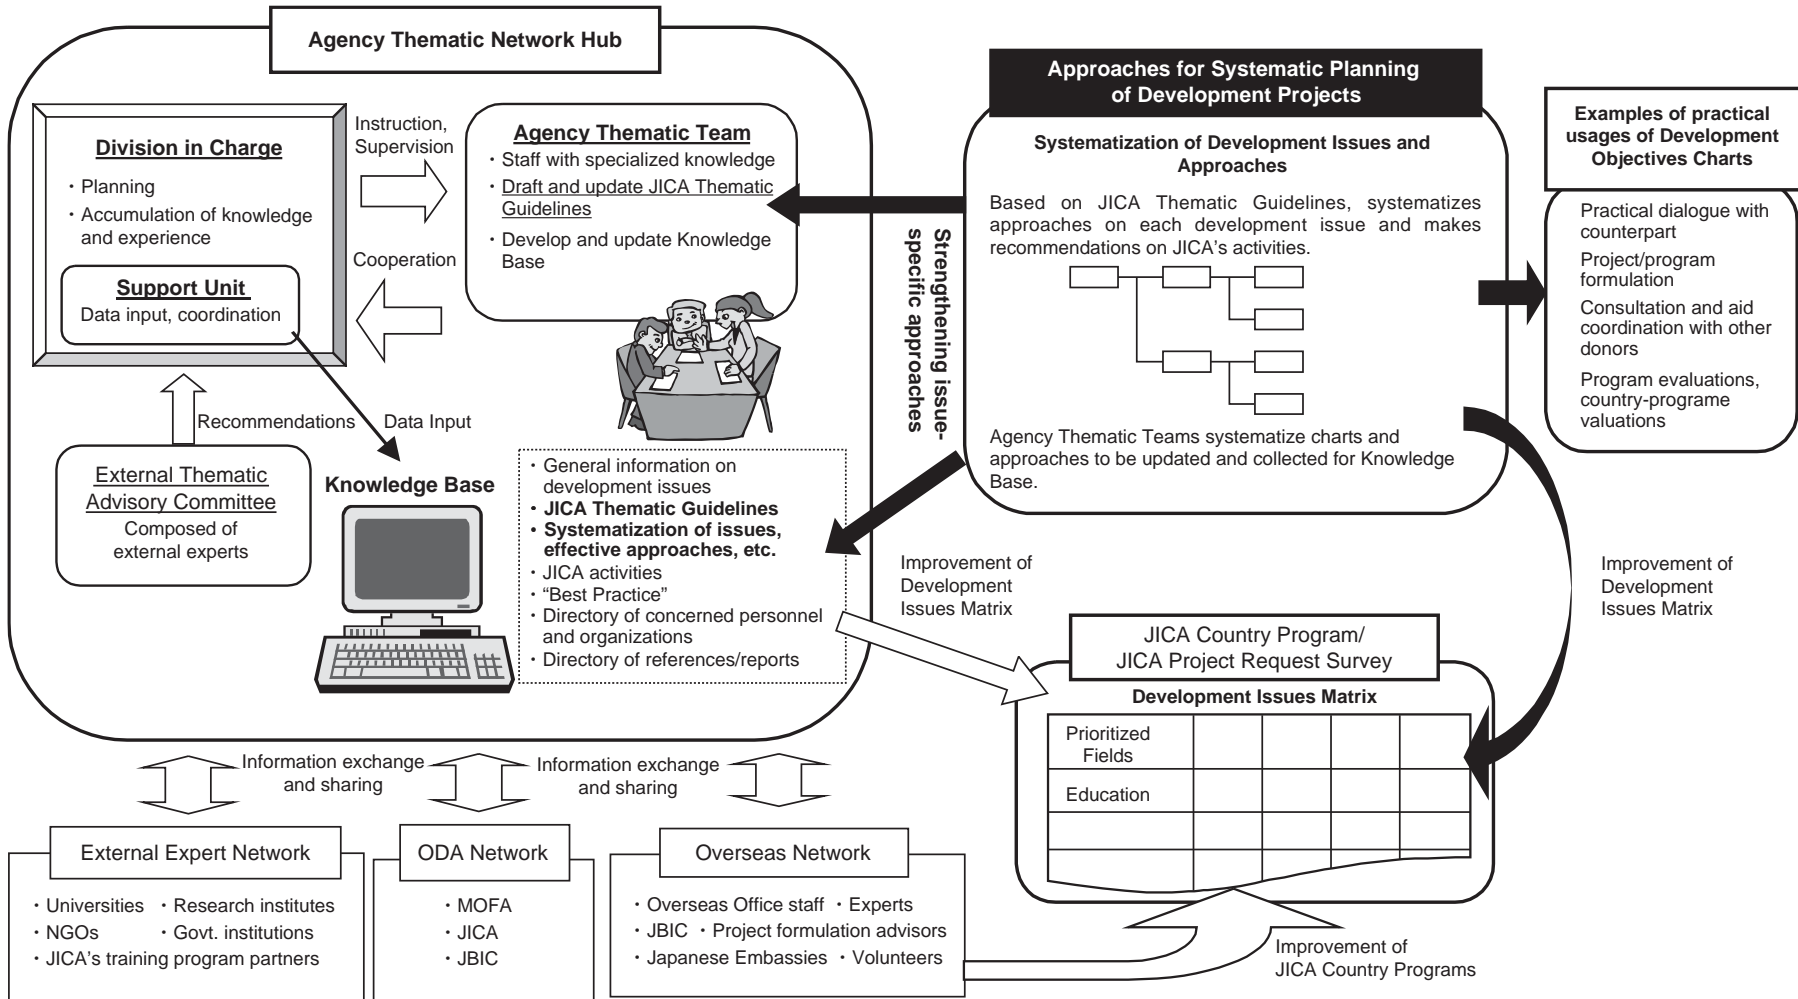 Agency Thematic Network Hub
Division in Charge
・Planning
・Accumulation of knowledge
and experience
Support Unit
Data input, coordination
Instruction,
Supervision
Cooperation
Agency Thematic Team
・Staff with specialized knowledge
・Draft and update JICA Thematic
Guidelines
・Develop and update Knowledge
Base
Recommendations
Data Input
External Thematic
Advisory Committee
Composed of
external experts
Knowledge Base
・General information on
development issues
・JICA Thematic Guidelines
・Systematization of issues,
effective approaches, etc.
・JICA activities
・“Best Practice”
・Directory of concerned personnel
and organizations
・Directory of references/reports
Strengthening issue-
specific approaches
Approaches for Systematic Planning
of Development Projects
Systematization of Development Issues and
Approaches
Based on JICA Thematic Guidelines, systematizes
approaches on each development issue and makes
recommendations on JICA’s activities.
Agency Thematic Teams systematize charts and
approaches to be updated and collected for Knowledge
Base.
Examples of practical
usages of Development
Objectives Charts
Practical dialogue with
counterpart
Project/program
formulation
Consultation and aid
coordination with other
donors
Program evaluations,
country-programe
valuations
Improvement of
Development
Issues Matrix
Improvement of
Development
Issues Matrix
JICA Country Program/
JICA Project Request Survey
Development Issues Matrix
Prioritized
Fields
Education
Information exchange
and sharing
Information exchange
and sharing
External Expert Network
・Universities ・Research institutes
・NGOs ・Govt. institutions
・JICA’s training program partners
ODA Network
・MOFA
・JICA
・JBIC
Overseas Network
・Overseas Office staff ・Experts
・JBIC ・Project formulation advisors
・Japanese Embassies ・Volunteers
Improvement of
JICA Country Programs